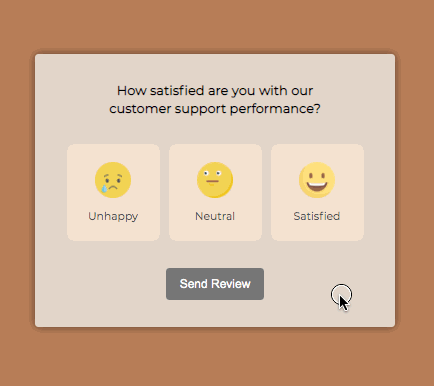 How satisfied are you with our
customer support performance?
Unhappy
Neutral
Satisfied
Send Review